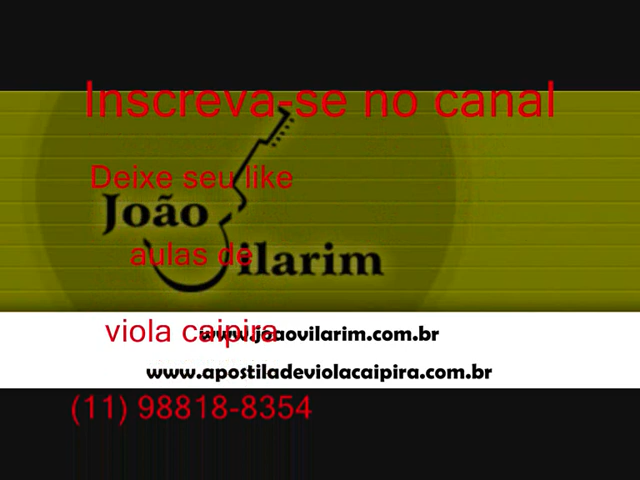 Inscreva-se no canal
Deixe seu like
João
aulas de
Vilarim
viola caipira
www.joaovilarim.com.br
www.apostiladeviolacaipira.com.br
(11) 98818-8354